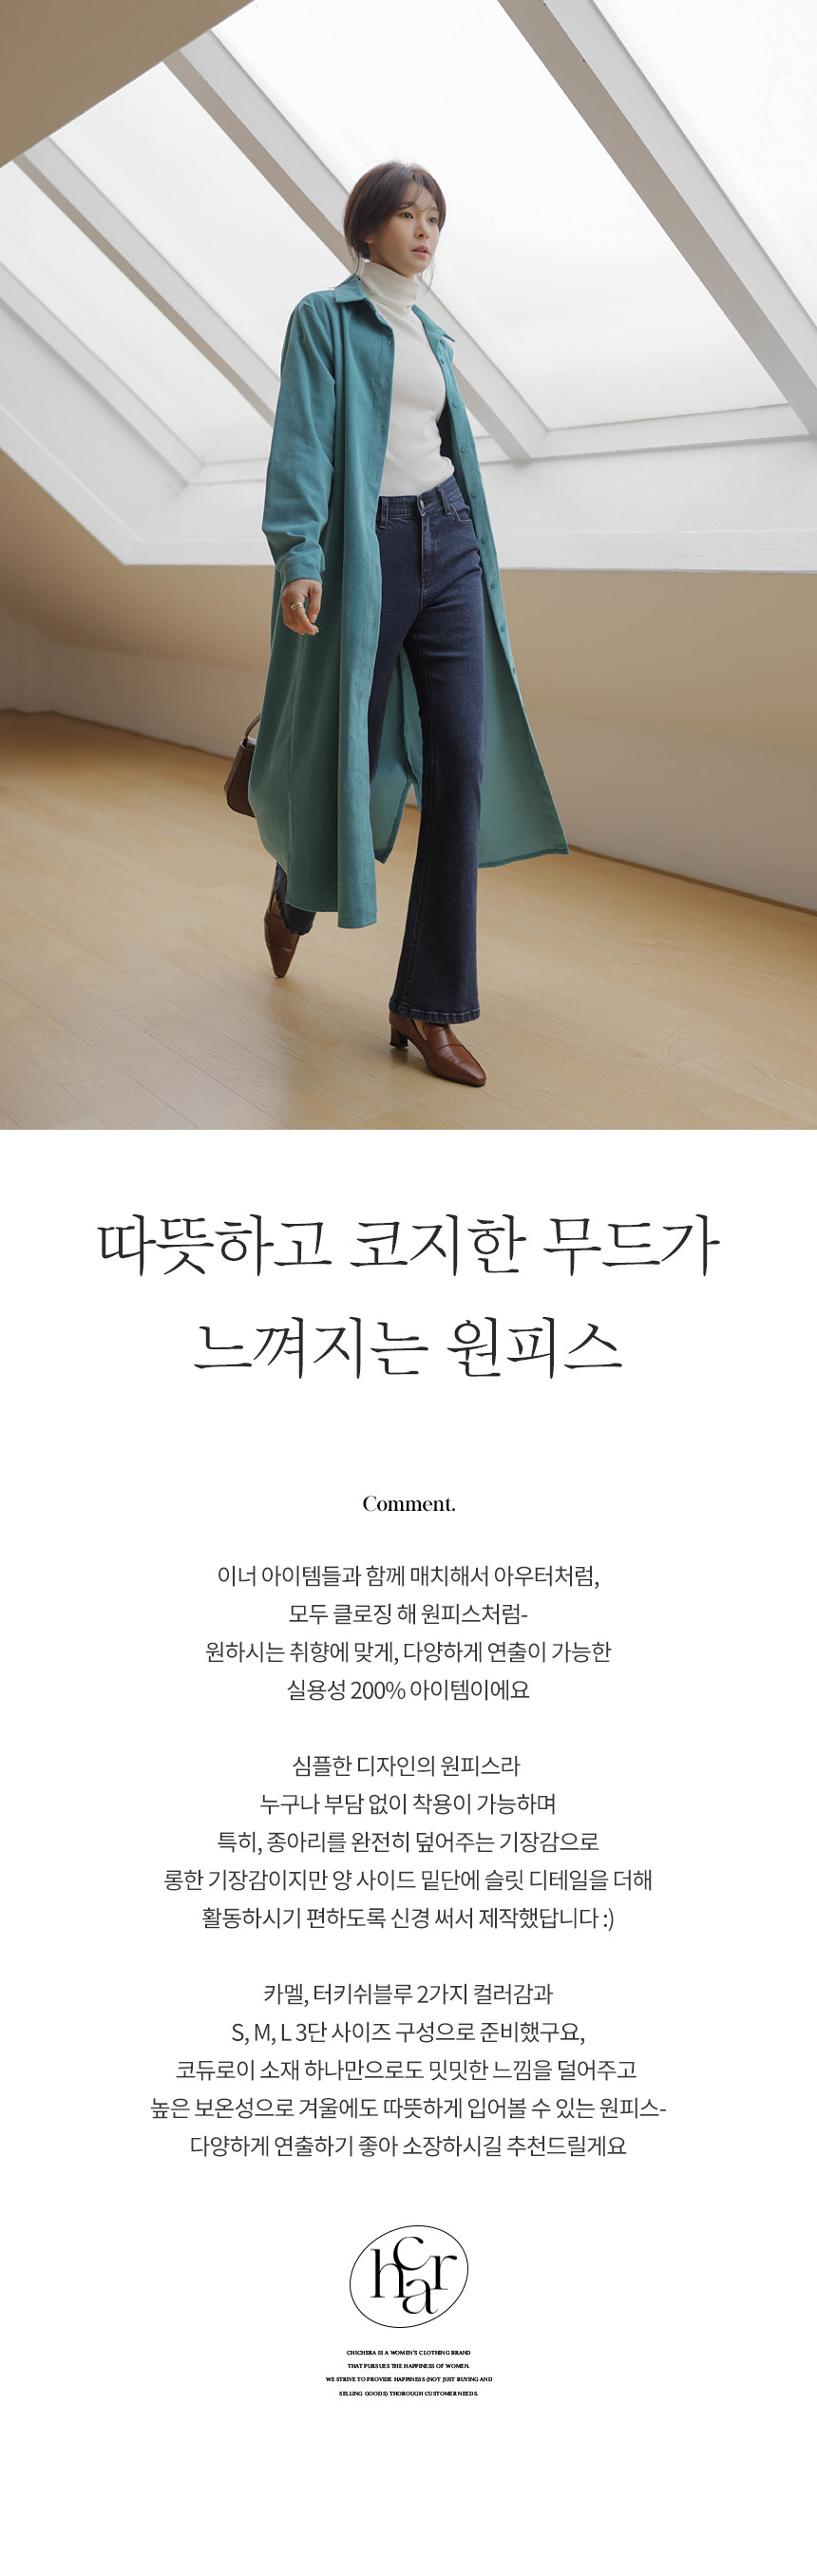 따뜻하고 코지한 무드가
느껴지는 원피스
Comment.
이너 아이템들과 함께 매치해서 아우터처럼,
모두 클로징 해 원피스처럼-
원하시는 취향에 맞게, 다양하게 연출이 가능한
실용성 200% 아이템이에요
심플한 디자인의 원피스라
누구나 부담 없이 착용이 가능하며
특히, 종아리를 완전히 덮어주는 기장감으로
롱한 기장감이지만 양 사이드 밑단에 슬릿 디테일을 더해
활동하시기 편하도록 신경 써서 제작했답니다 :)
카멜, 터키쉬블루 2가지 컬러감과
S, M, L 3단 사이즈 구성으로 준비했구요,
코듀로이 소재 하나만으로도 밋밋한 느낌을 덜어주고
높은 보온성으로 겨울에도 따뜻하게 입어볼 수 있는 원피스-
다양하게 연출하기 좋아 소장하시길 추천드릴게요
char
CHICHERA IS A WOMEN'S CLOTHING BRAND
THAT PURSUES THE HAPPINESS OF WOMEN.
WE STRIVE TO PROVIDE HAPPINESS (NOT JUST BUYING AND
SELLING GOODS) THOROUGH CUSTOMER NEEDS.